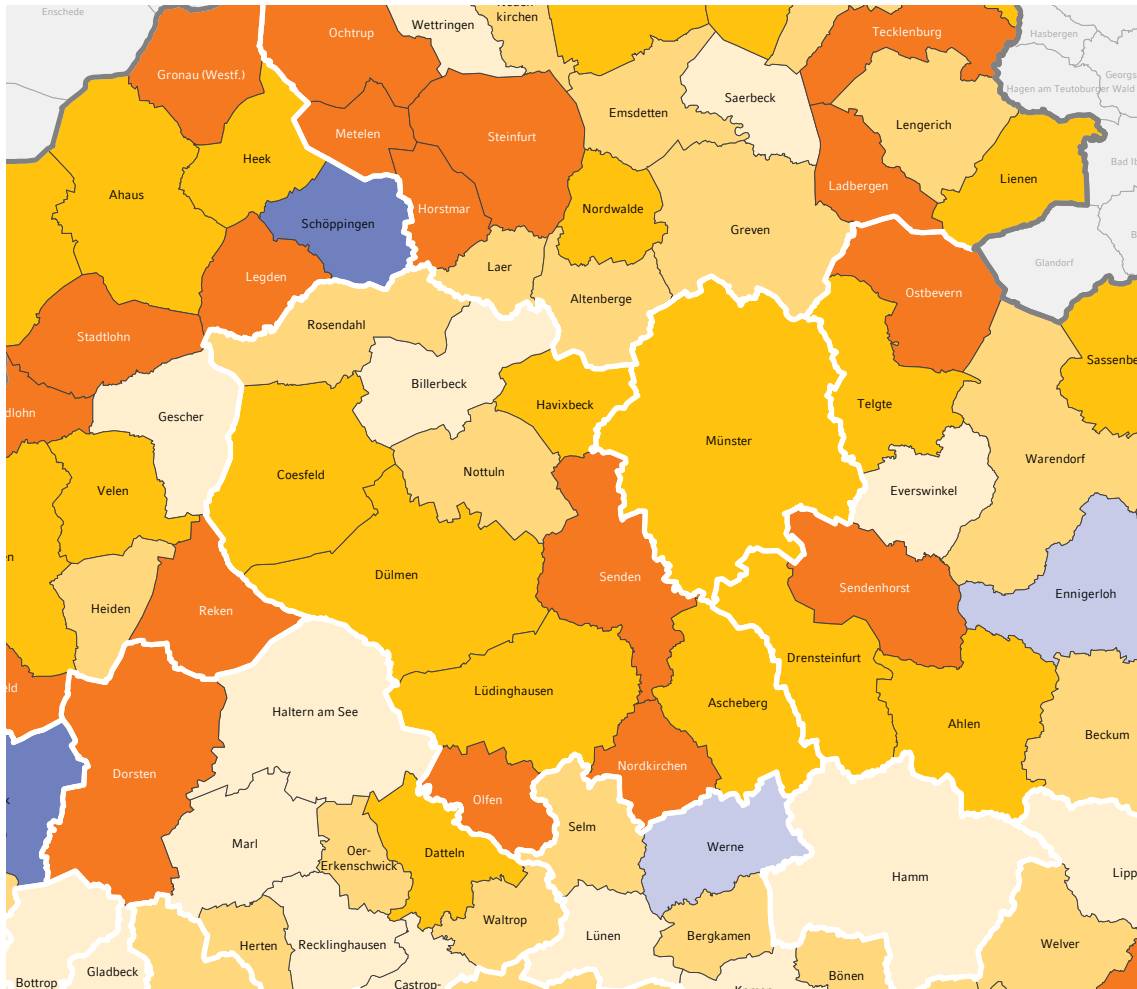 Enschede
Wettringen
kirchen
Ochtrup
Tecklenburg
Hasbergen
Gronau (Westf.)
Georgs
Hagen am Teutoburger Wald
Saerbeck
Emsdetten
Lengerich
Metelen
Steinfurt
Heek
Bad Ib
Lienen
Ladbergen
Ahaus
Horstmar
Nordwalde
Schöppingen
Greven
B
Glandorf
Laer
Legden
Ostbevern
Altenberge
Rosendahl
Stadtlohn
Sassenbe
Billerbeck
Havixbeck
Telgte
dlohn
Gescher
Münster
Warendorf
Nottuln
Coesfeld
Velen
Everswinkel
en
Dülmen
Senden
Sendenhorst
Ennigerloh
Heiden
Reken
Drensteinfurt
eld
Lüdinghausen
Ascheberg
Haltern am See
Ahlen
Beckum
Nordkirchen
Dorsten
Olfen
k
Selm
Marl
Oer-
Erkenschwick
Datteln
Werne
Hamm
Lipp
Waltrop
Lünen
Bergkamen
Herten
Recklinghausen
Welver
Gladbeck
Bönen
Bottrop
Castrop-